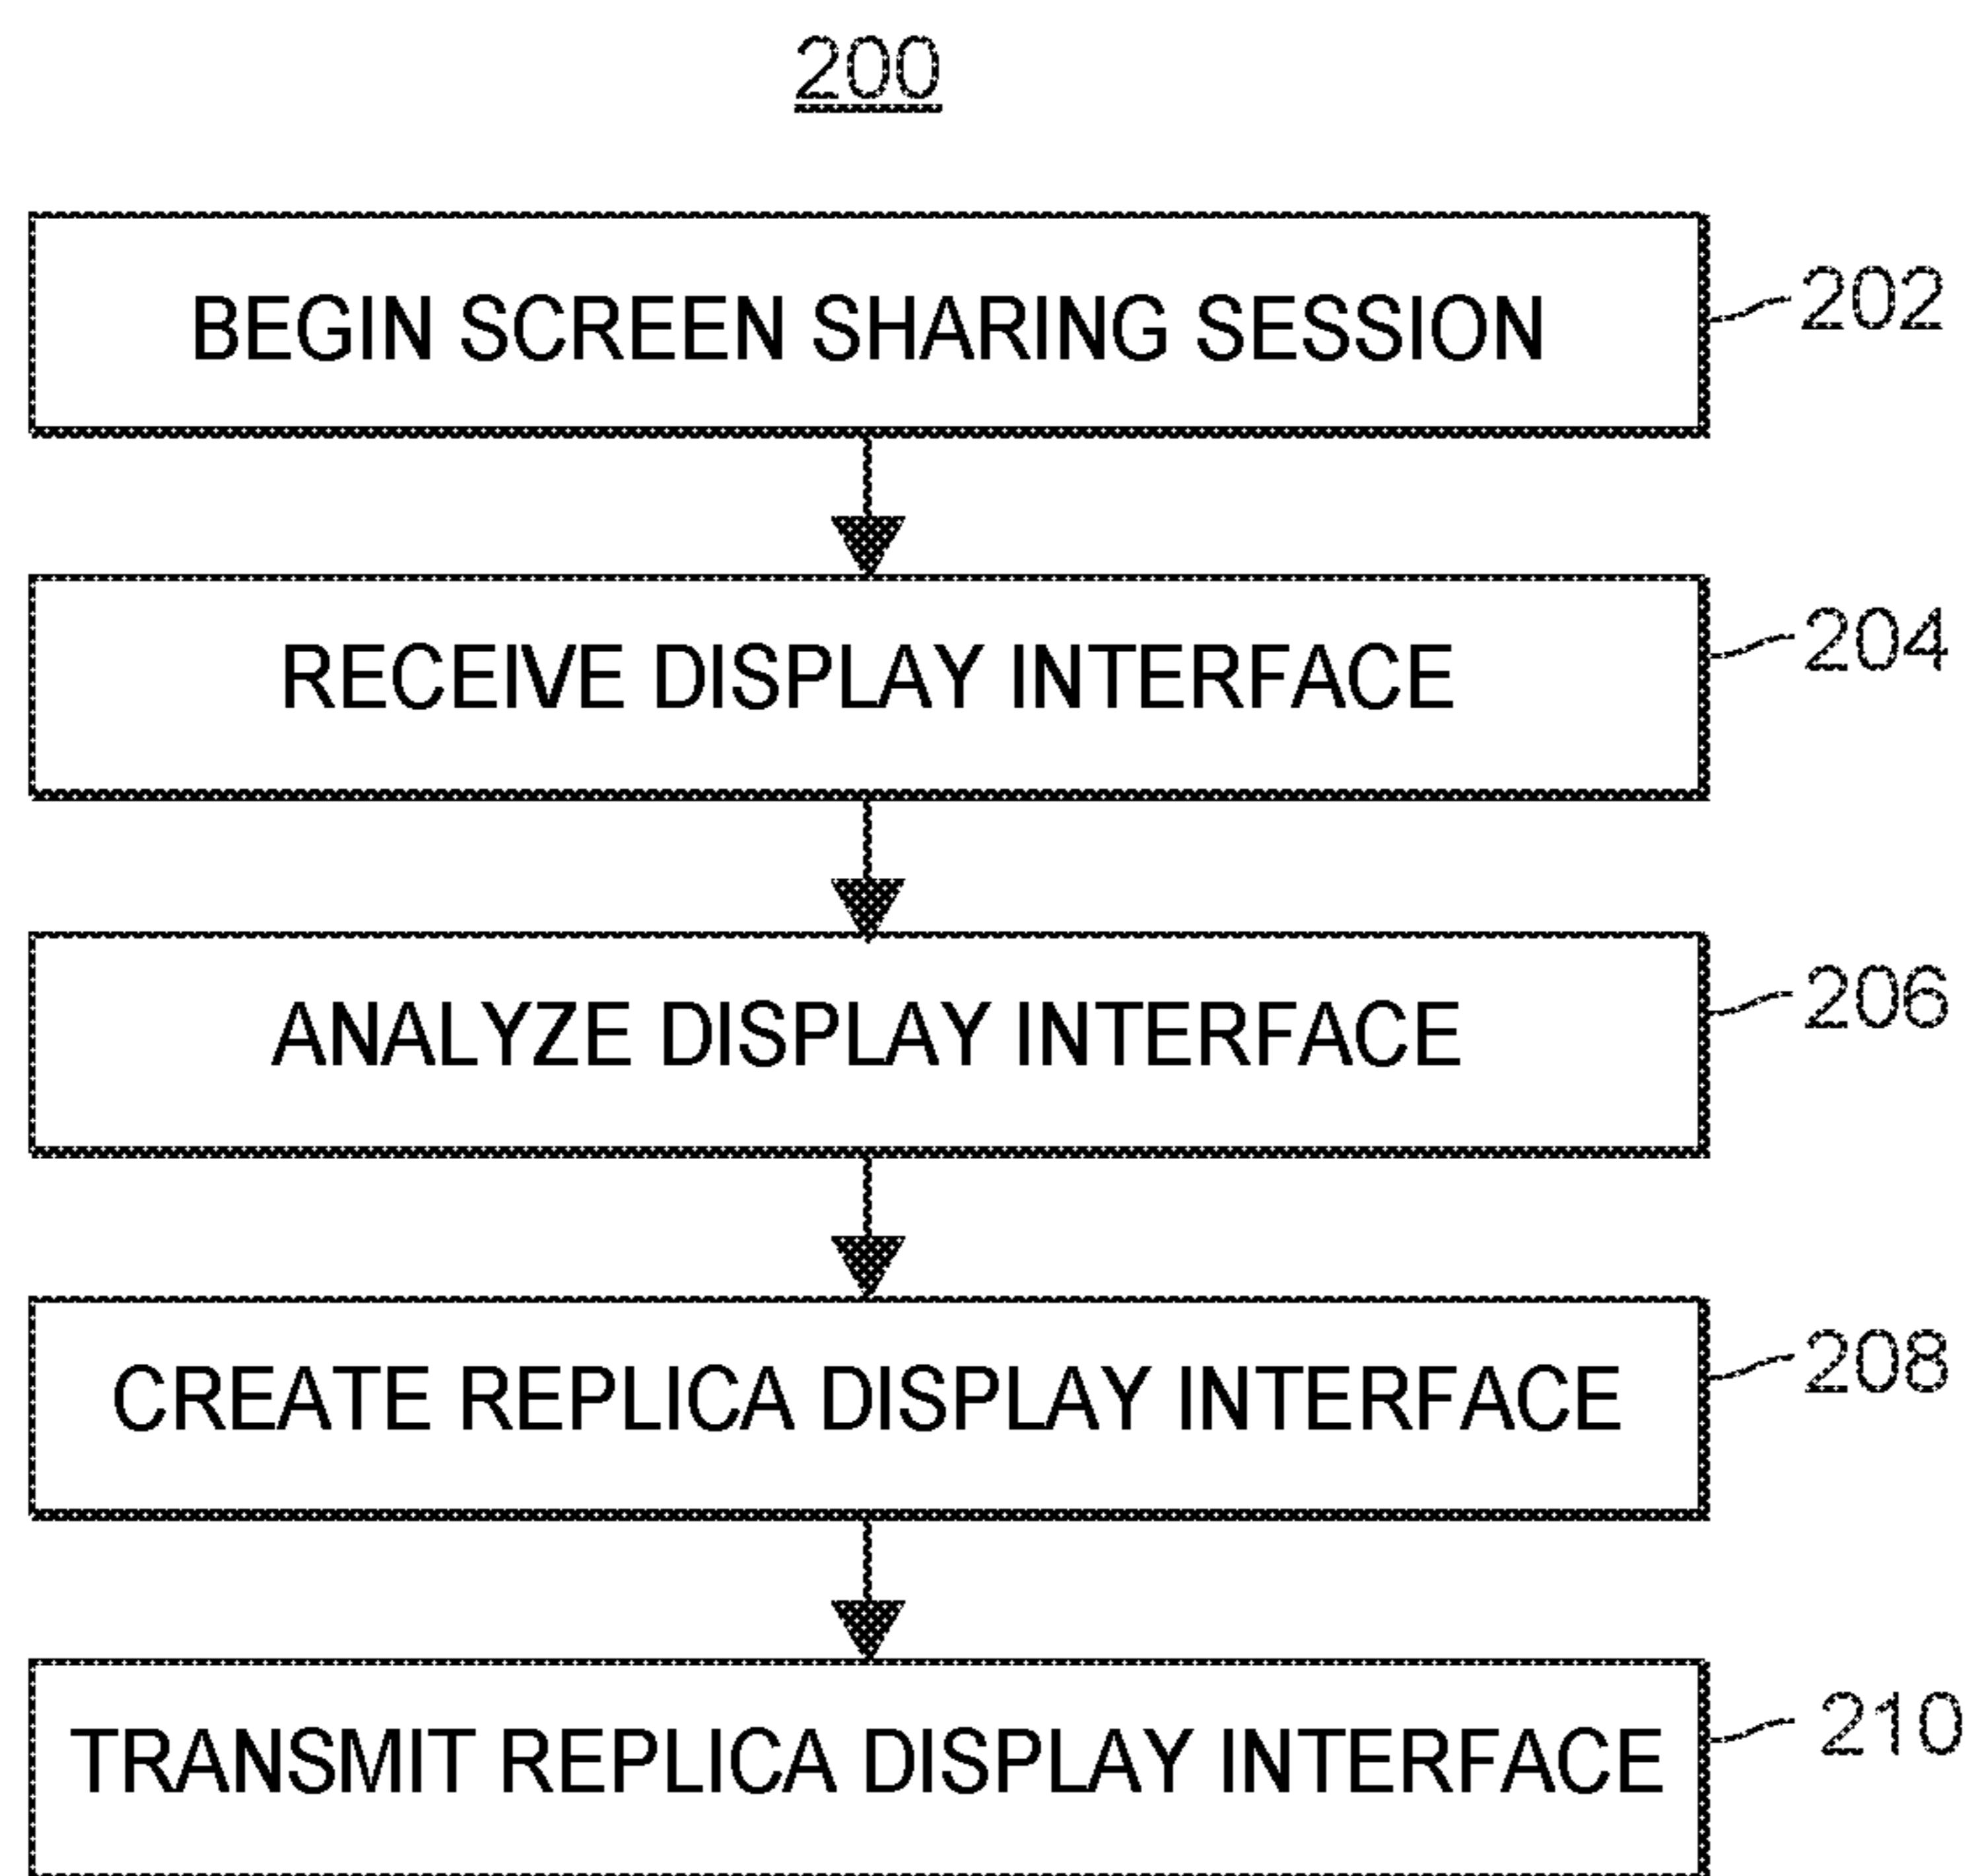 200
BEGIN SCREEN SHARING SESSION
202
RECEIVE DISPLAY INTERFACE
204
ANALYZE DISPLAY INTERFACE
206
CREATE REPLICA DISPLAY INTERFACE
208
TRANSMIT REPLICA DISPLAY INTERFACE
210